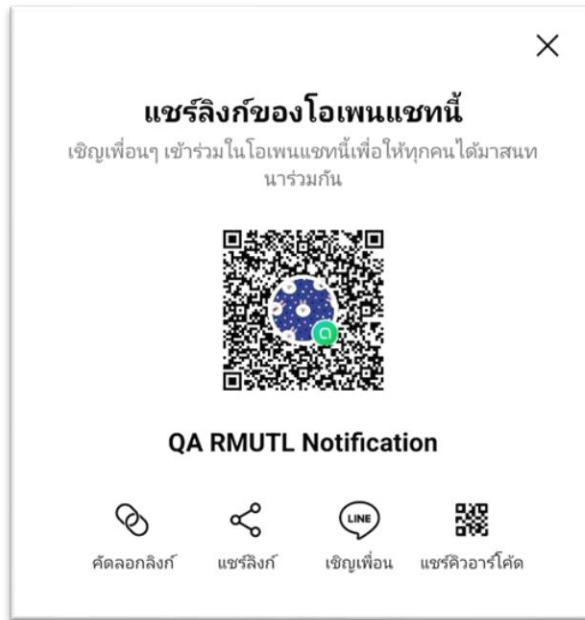 แชร์ลิงก์ของโอเพนแชทนี้
เชิญเพื่อนๆ เข้าร่วมในโอเพนแชทนี้เพื่อให้ทุกคนได้มาสนท
นาร่วมกัน
QA RMUTL Notification
LINE
คัดลอกลิงก์ แชร์ลิงก์ เชิญเพื่อน แชร์คิวอาร์โค้ด